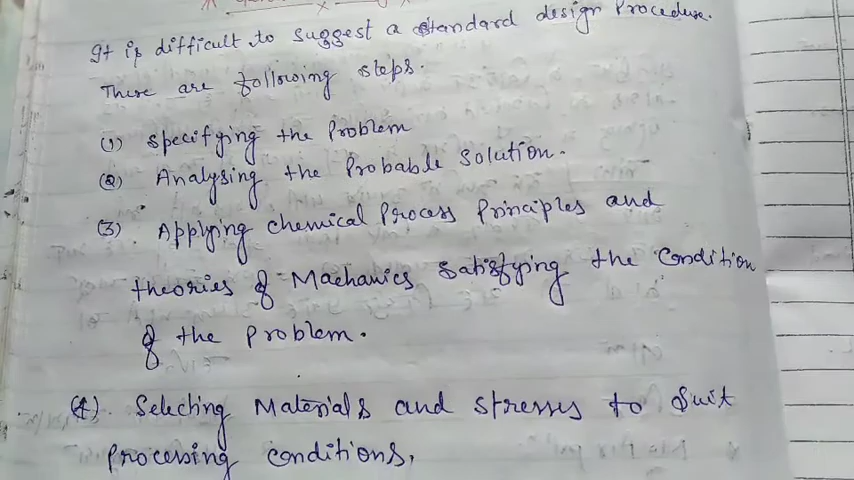 It is difficult to suggest a standard design Procedure.
There are following steps.
(1) Specifying the Problem
(2) Analysing the Probable Solution.
(3) Applying chemical Process Principles and
theories of Machanics Satisfying the Condition
of the Problem.
(4) Selecting Materials and stresses to Suit
Processing Conditions,